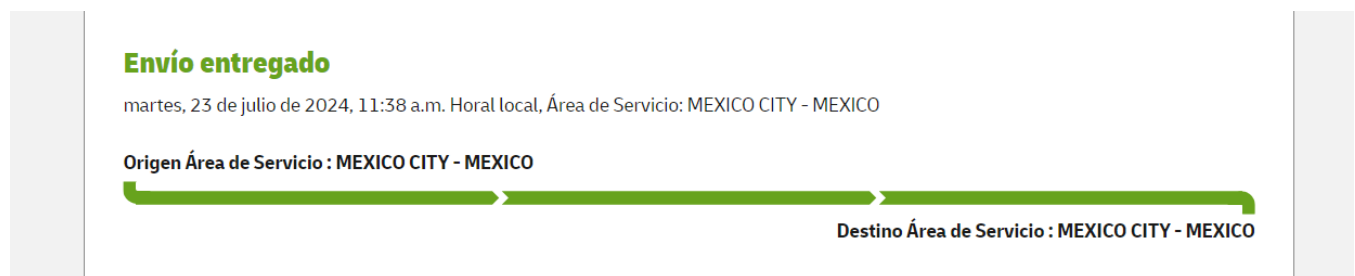 Envío entregado
martes, 23 de julio de 2024, 11:38 a.m. Horal local, Área de Servicio: MEXICO CITY - MEXICO
Origen Área de Servicio : MEXICO CITY - MEXICO
Destino Área de Servicio : MEXICO CITY - MEXICO